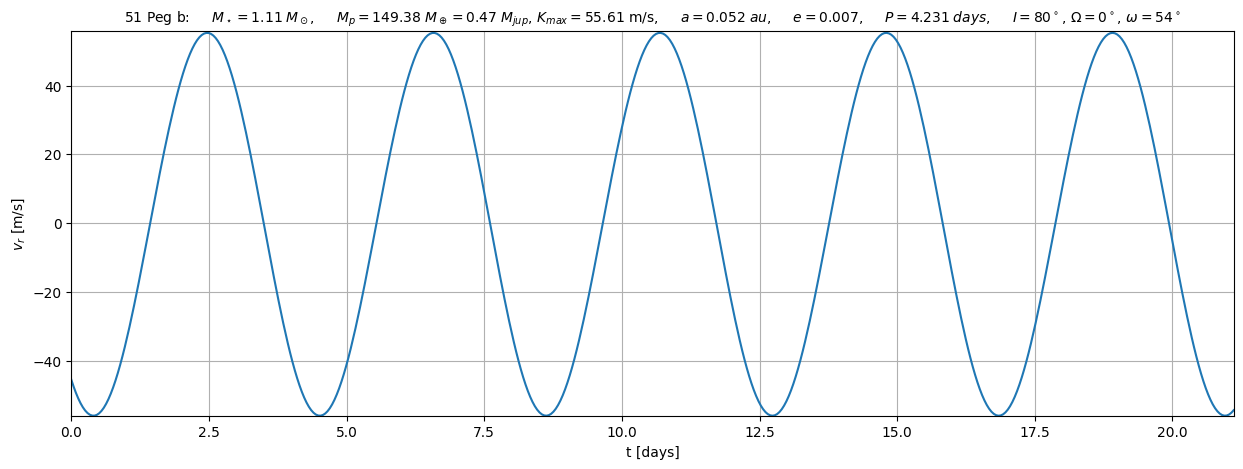 51 Peg b: M⋆ = 1.11 M⊙, Mp = 149.38 M⊕ = 0.47 Mjup, Kmax = 55.61 m/s, a = 0.052 au, e = 0.007, P = 4.231 days, I = 80°, Ω = 0°, ω = 54°
40
20
0
−20
−40
vr [m/s]
0.0 2.5 5.0 7.5 10.0 12.5 15.0 17.5 20.0
t [days]